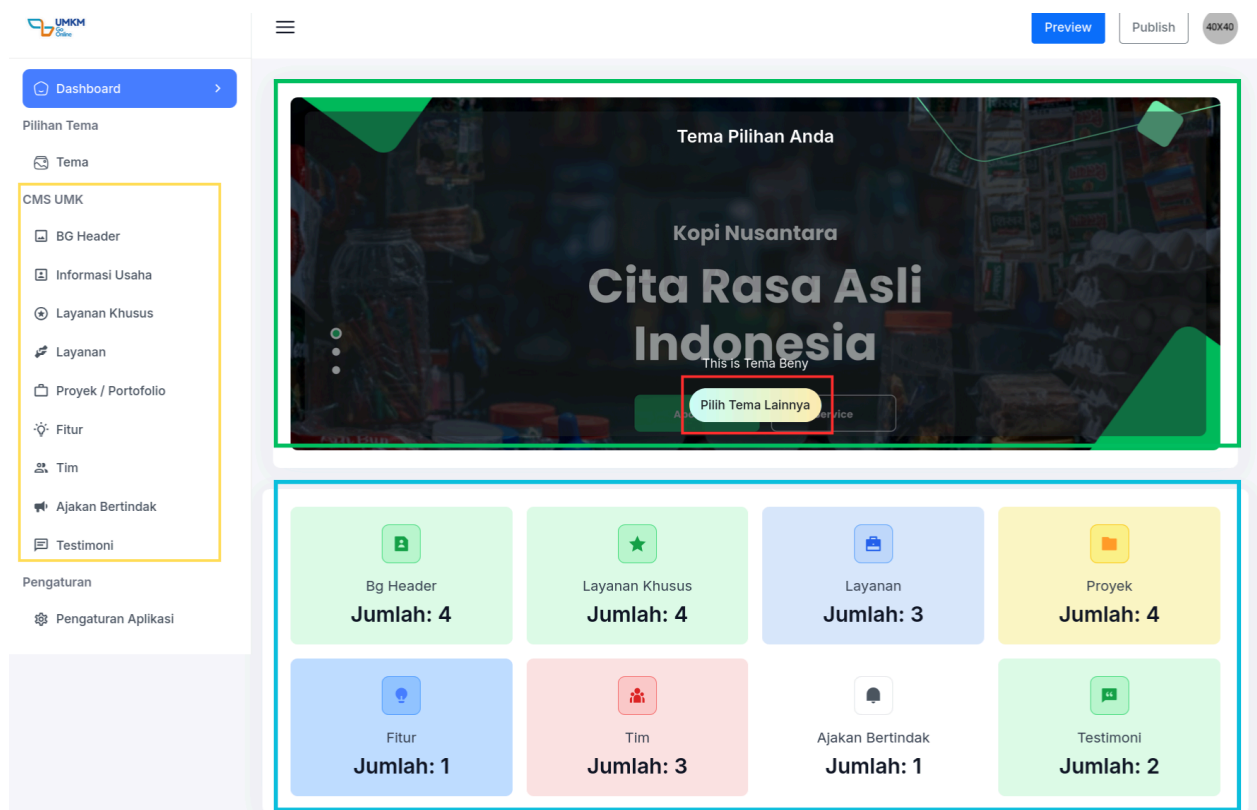 UMKM
Go
Online
Preview
Publish
40X40
Dashboard
Pilihan Tema
Tema
CMS UMK
BG Header
Informasi Usaha
Layanan Khusus
Layanan
Proyek / Portofolio
Fitur
Tim
Ajakan Bertindak
Testimoni
Pengaturan
Pengaturan Aplikasi
Tema Pilihan Anda
Kopi Nusantara
Cita Rasa Asli
Indonesia
This is Tema Beny
Pilih Tema Lainnya
Bg Header
Jumlah: 4
Layanan Khusus
Jumlah: 4
Layanan
Jumlah: 3
Proyek
Jumlah: 4
Fitur
Jumlah: 1
Tim
Jumlah: 3
Ajakan Bertindak
Jumlah: 1
Testimoni
Jumlah: 2